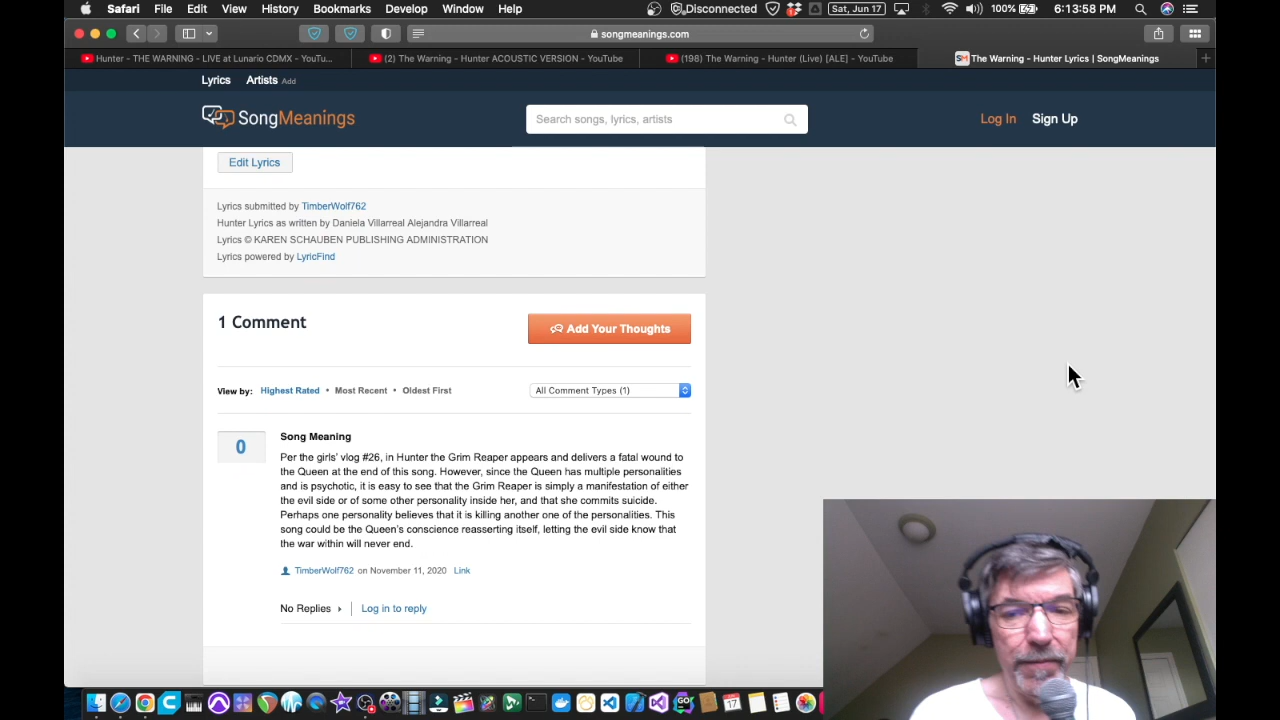 Safari File Edit View History Bookmarks Develop Window Help Disconnected Sat, Jun 17 100% 6:13:58 PM
songmeanings.com
Hunter - THE WARNING - LIVE at Lunario CDMX - YouTu...
(2) The Warning - Hunter ACOUSTIC VERSION - YouTube
(198) The Warning - Hunter (Live) [ALE] - YouTube
SM The Warning - Hunter Lyrics | SongMeanings
Lyrics Artists Add
SongMeanings
Search songs, lyrics, artists
Log In Sign Up
Edit Lyrics
Lyrics submitted by TimberWolf762
Hunter Lyrics as written by Daniela Villarreal Alejandra Villarreal
Lyrics © KAREN SCHAUBEN PUBLISHING ADMINISTRATION
Lyrics powered by LyricFind
1 Comment
Add Your Thoughts
View by: Highest Rated • Most Recent • Oldest First
All Comment Types (1)
0
Song Meaning
Per the girls' vlog #26, in Hunter the Grim Reaper appears and delivers a fatal wound to
the Queen at the end of this song. However, since the Queen has multiple personalities
and is psychotic, it is easy to see that the Grim Reaper is simply a manifestation of either
the evil side or of some other personality inside her, and that she commits suicide.
Perhaps one personality believes that it is killing another one of the personalities. This
song could be the Queen's conscience reasserting itself, letting the evil side know that
the war within will never end.
TimberWolf762 on November 11, 2020 Link
No Replies Log in to reply
17
GO